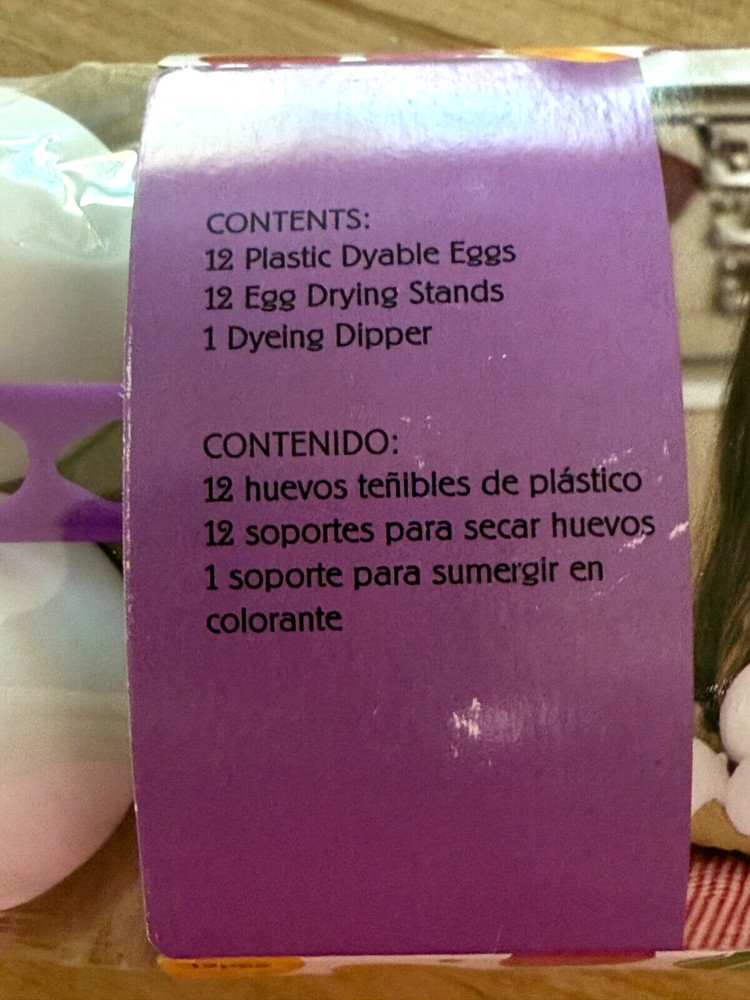 CONTENTS:
12 Plastic Dyable Eggs
12 Egg Drying Stands
1 Dyeing Dipper
CONTENIDO:
12 huevos teñibles de plástico
12 soportes para secar huevos
1 soporte para sumergir en
colorante